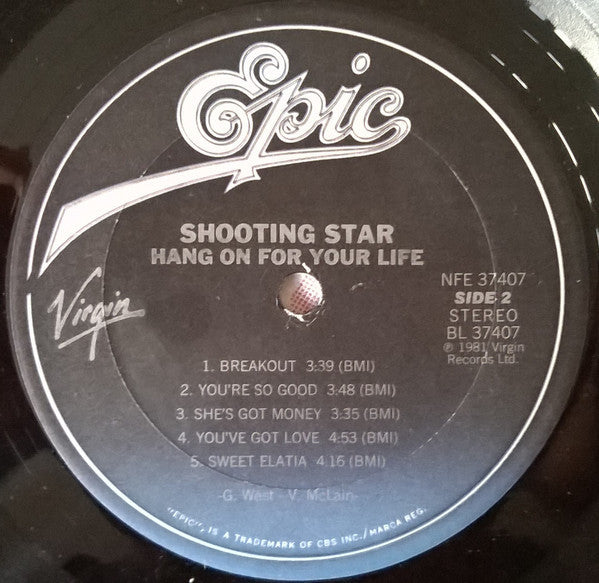 Epic
SHOOTING STAR
HANG ON FOR YOUR LIFE
Virgin
NFE 37407
SIDE 2
STEREO
BL 37407
℗ 1981 Virgin
Records Ltd.
1. BREAKOUT 3:39 (BMI)
2. YOU'RE SO GOOD 3:48 (BMI)
3. SHE'S GOT MONEY 3:35 (BMI)
4. YOU'VE GOT LOVE 4:53 (BMI)
5. SWEET ELATIA 4:16 (BMI)
-G. West - V. McLain-
"EPIC", IS A TRADEMARK OF CBS INC./MARCA REG.